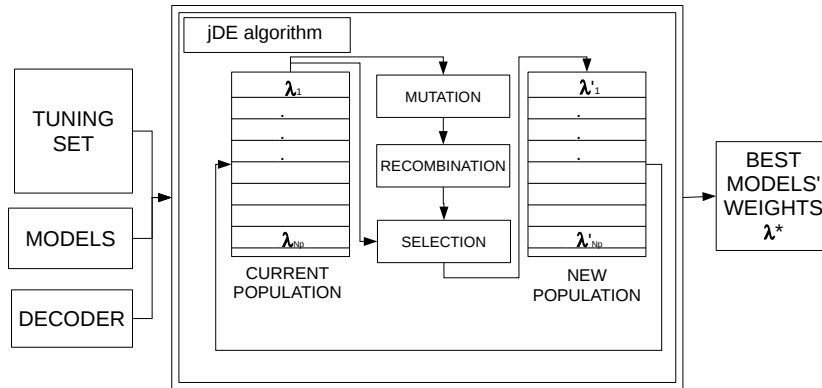 jDE algorithm
TUNING
SET
MODELS
DECODER
λ1
.
.
.
λNp
CURRENT
POPULATION
MUTATION
RECOMBINATION
SELECTION
λ'1
.
.
.
λ'Np
NEW
POPULATION
BEST
MODELS'
WEIGHTS
λ*